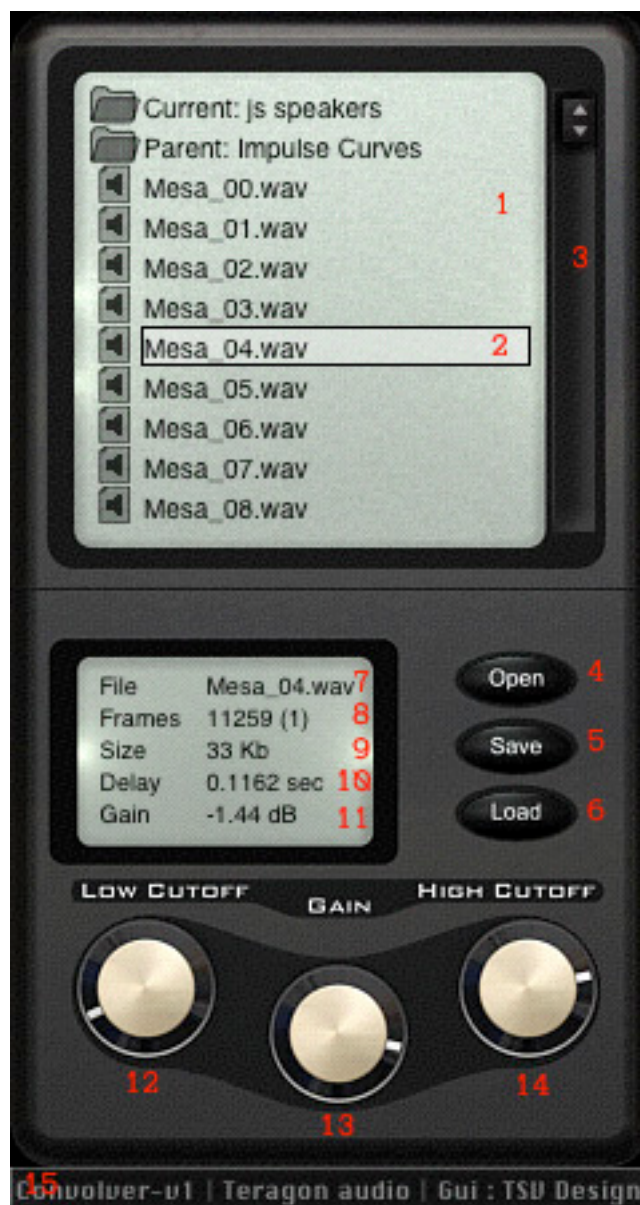 Current: js speakers
Parent: Impulse Curves
Mesa_00.wav
1
Mesa_01.wav
Mesa_02.wav
3
Mesa_03.wav
Mesa_04.wav 2
Mesa_05.wav
Mesa_06.wav
Mesa_07.wav
Mesa_08.wav
File Mesa_04.wav 7
Frames 11259 (1) 8
Size 33 Kb 9
Delay 0.1162 sec 10
Gain -1.44 dB 11
Open 4
Save 5
Load 6
LOW CUTOFF
GAIN
HIGH CUTOFF
12
13
14
15
Convolver-v1 | Teragon audio | Gui : TSV Design